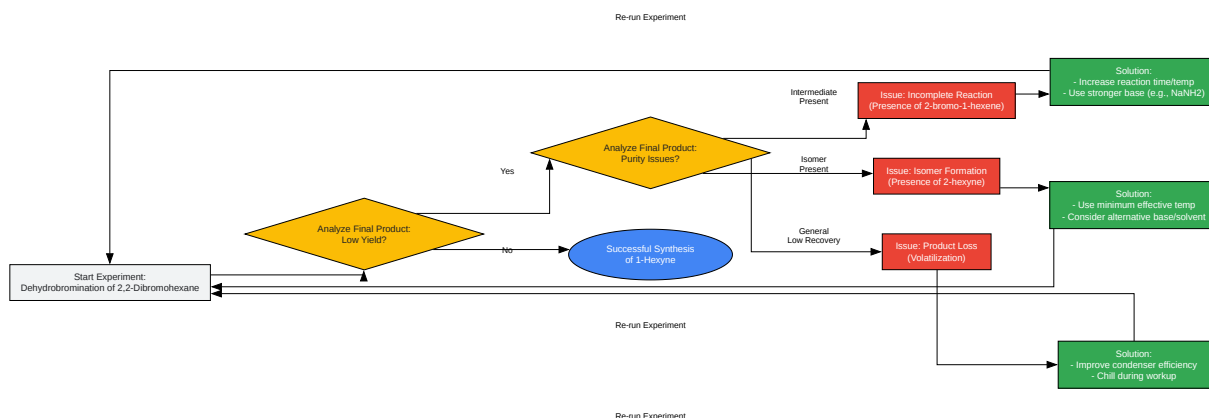 Re-run Experiment
Solution:
- Increase reaction time/temp
- Use stronger base (e.g., NaNH2)
Intermediate
Present
Issue: Incomplete Reaction
(Presence of 2-bromo-1-hexene)
Analyze Final Product:
Purity Issues?
Isomer
Present
Issue: Isomer Formation
(Presence of 2-hexyne)
Yes
Solution:
- Use minimum effective temp
- Consider alternative base/solvent
Analyze Final Product:
Low Yield?
No
Successful Synthesis
of 1-Hexyne
General
Low Recovery
Issue: Product Loss
(Volatilization)
Start Experiment:
Dehydrobromination of 2,2-Dibromohexane
Re-run Experiment
Solution:
- Improve condenser efficiency
- Chill during workup
Re-run Experiment